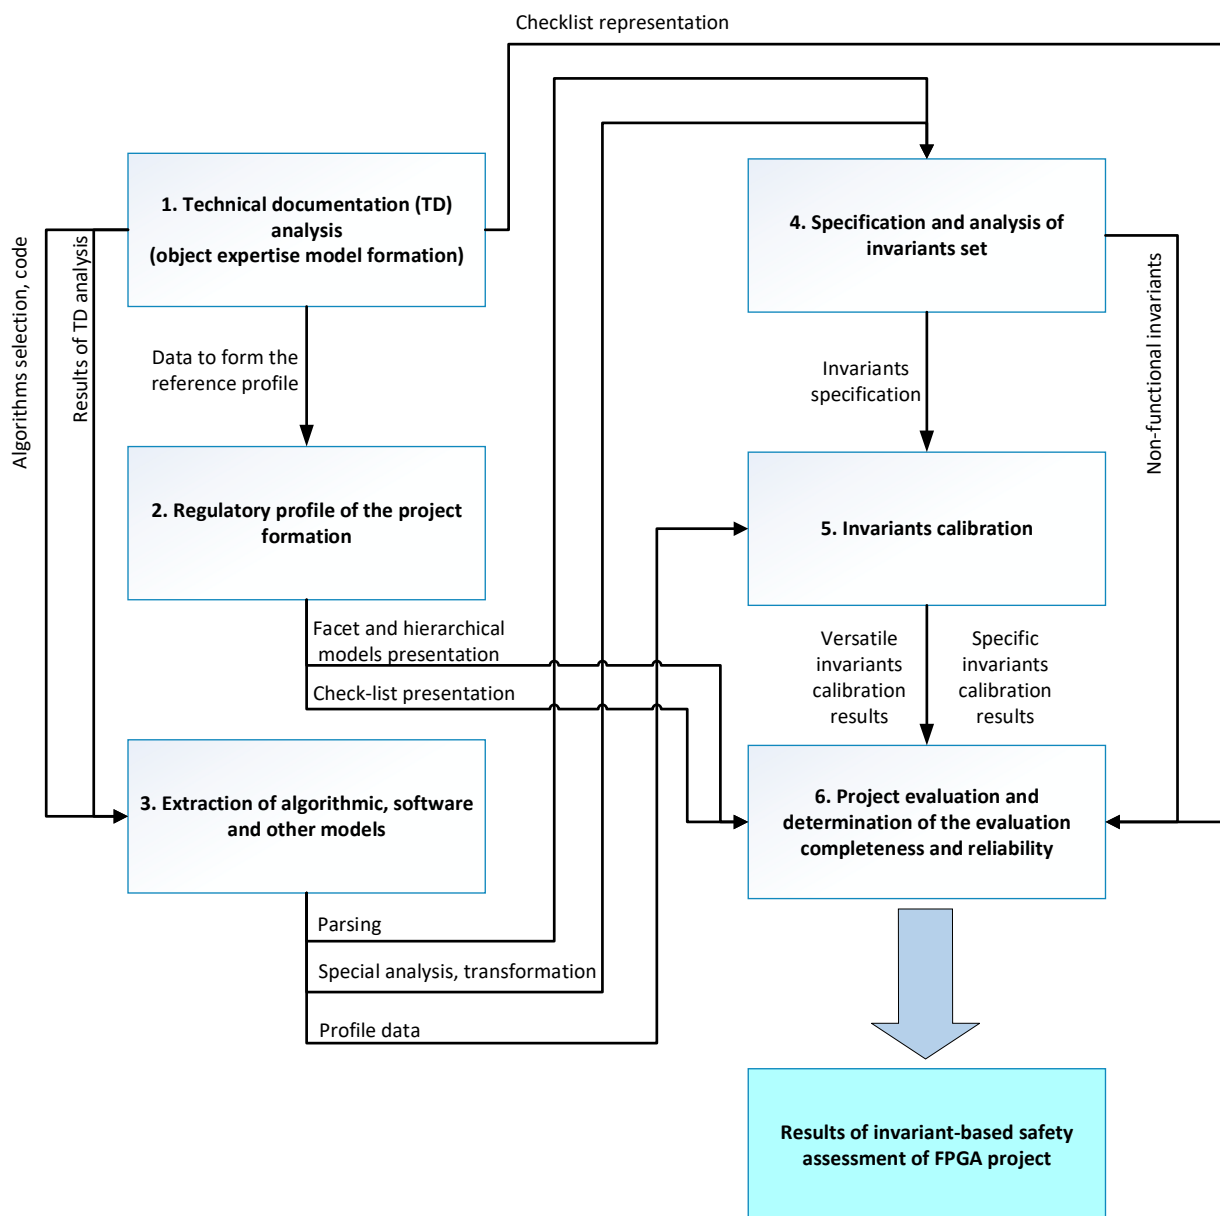 Checklist representation
1. Technical documentation (TD)
analysis
(object expertise model formation)
4. Specification and analysis of
invariants set
Algorithms selection, code
Results of TD analysis
Non-functional invariants
Data to form the
reference profile
Invariants
specification
2. Regulatory profile of the project
formation
5. Invariants calibration
Facet and hierarchical
models presentation
Check-list presentation
Versatile
invariants
calibration
results
Specific
invariants
calibration
results
3. Extraction of algorithmic, software
and other models
6. Project evaluation and
determination of the evaluation
completeness and reliability
Parsing
Special analysis, transformation
Profile data
Results of invariant-based safety
assessment of FPGA project